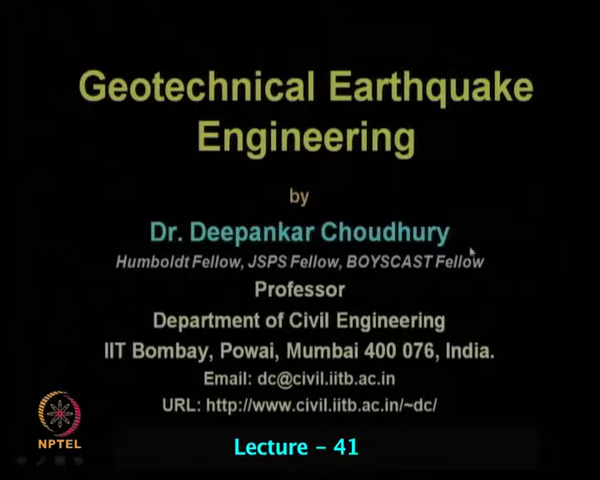 Geotechnical Earthquake
Engineering
by
Dr. Deepankar Choudhury
Humboldt Fellow, JSPS Fellow, BOYSCAST Fellow
Professor
Department of Civil Engineering
IIT Bombay, Powai, Mumbai 400 076, India.
Email: dc@civil.iitb.ac.in
URL: http://www.civil.iitb.ac.in/~dc/
NPTEL
Lecture – 41